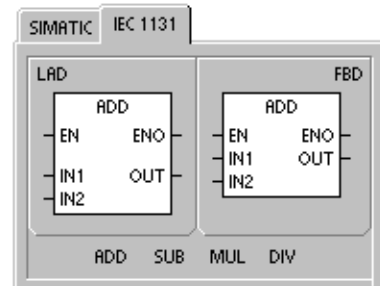 SIMATIC IEC 1131
LAD
ADD
EN ENO
IN1 OUT
IN2
FBD
ADD
EN ENO
IN1 OUT
IN2
ADD SUB MUL DIV